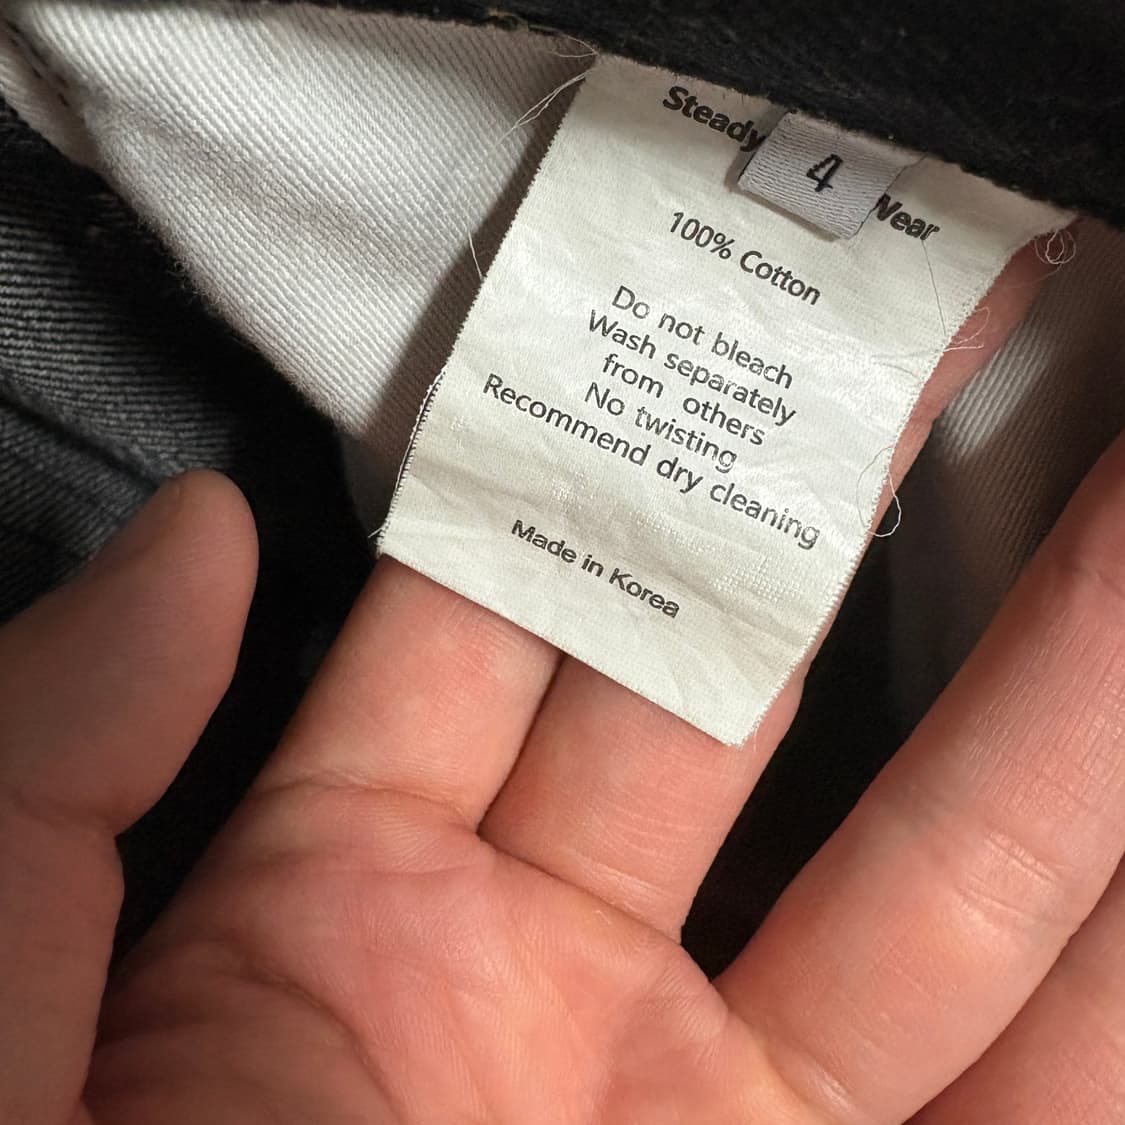 Steady
4
Wear
100% Cotton
Do not bleach
Wash separately
from others
No twisting
Recommend dry cleaning
Made in Korea